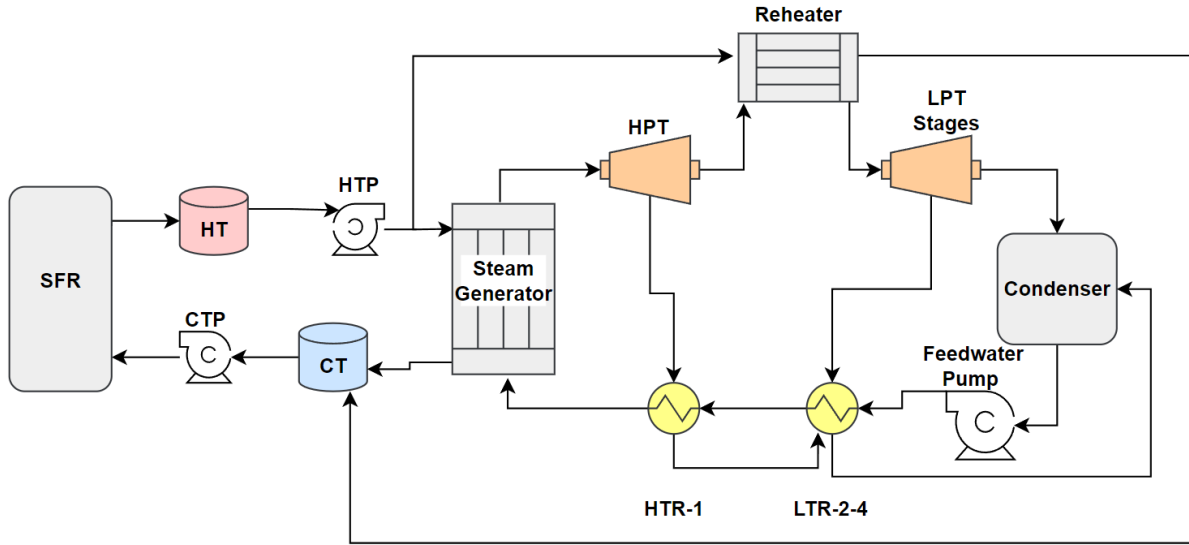 Reheater
HPT
LPT
Stages
HTP
HT
SFR
Steam
Generator
Condenser
CTP
CT
Feedwater
Pump
HTR-1
LTR-2-4